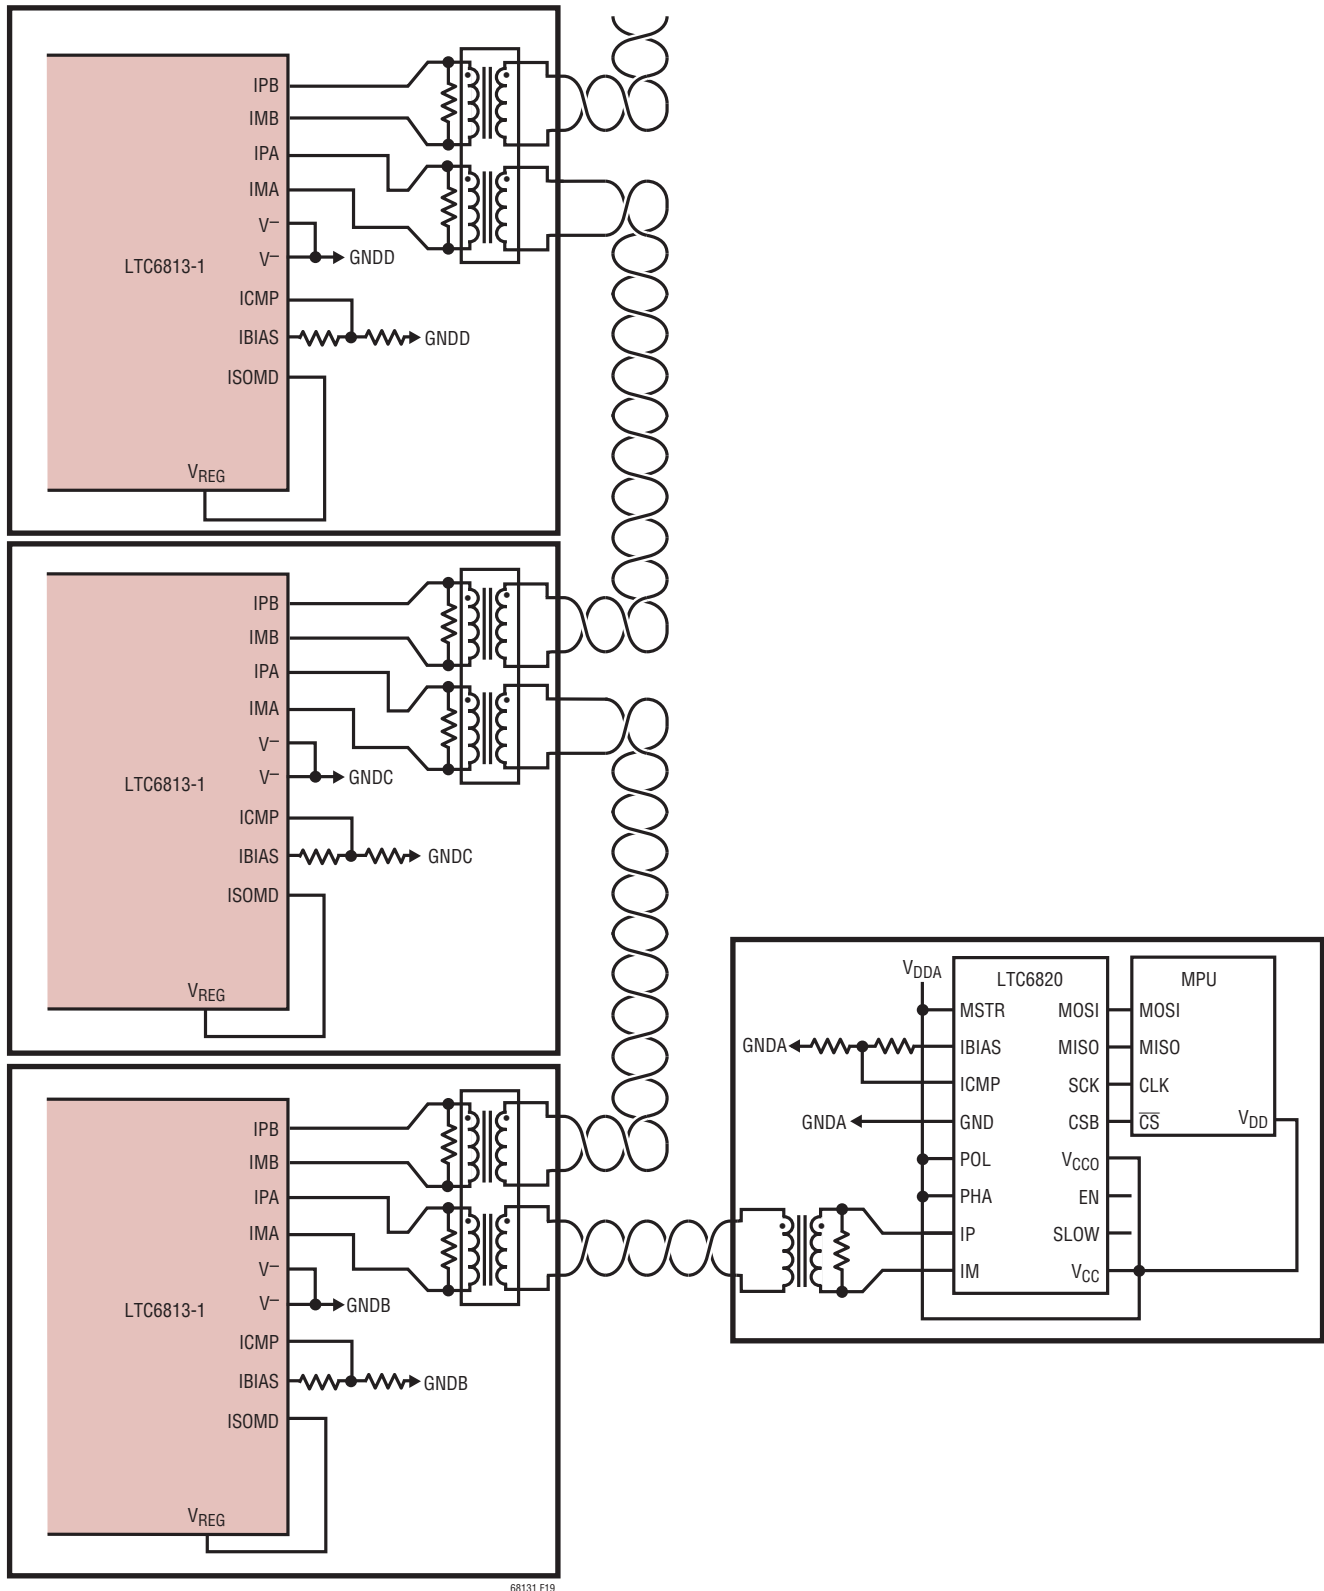 IPB
IMB
IPA
IMA
V–
V–
GNDD
LTC6813-1
ICMP
IBIAS
GNDD
ISOMD
VREG
IPB
IMB
IPA
IMA
V–
V–
GNDC
LTC6813-1
ICMP
IBIAS
GNDC
ISOMD
VREG
IPB
IMB
IPA
IMA
V–
V–
GNDB
LTC6813-1
ICMP
IBIAS
GNDB
ISOMD
VREG
VDDA
LTC6820
MSTR
IBIAS
GNDA
ICMP
GNDA
GND
POL
PHA
IP
IM
MOSI
MISO
SCK
CSB
VCCO
EN
SLOW
VCC
MPU
MOSI
MISO
CLK
CS
VDD
68131 F19